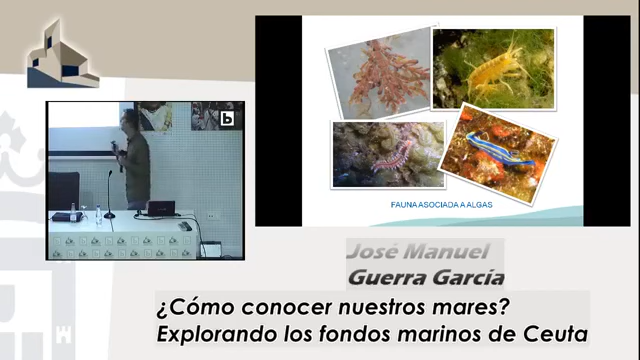 b
FAUNA ASOCIADA A ALGAS
José Manuel
Guerra García
¿Cómo conocer nuestros mares?
Explorando los fondos marinos de Ceuta